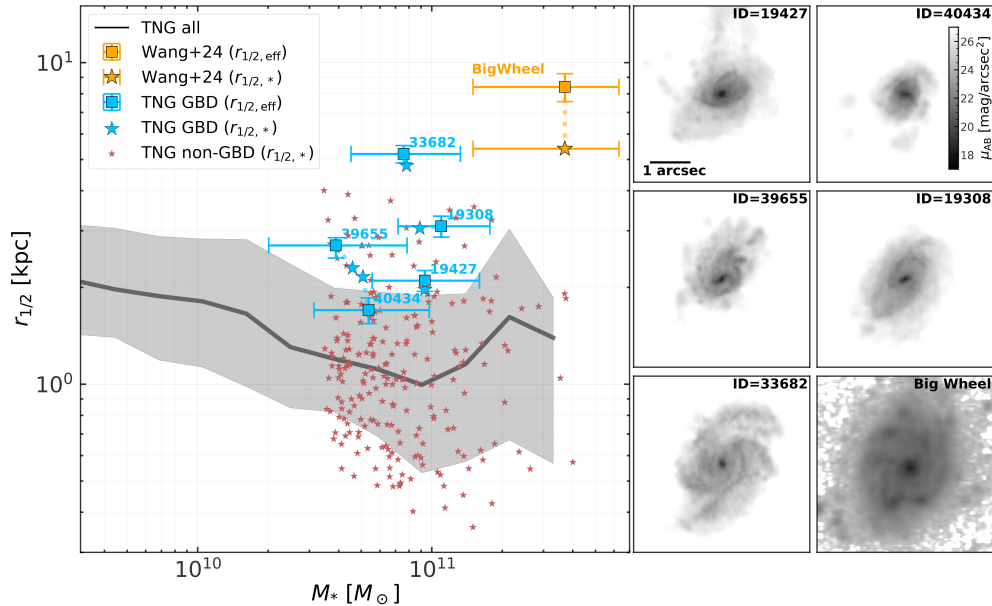 TNG all
Wang+24 (r1/2, eff)
Wang+24 (r1/2, *)
TNG GBD (r1/2, eff)
TNG GBD (r1/2, *)
TNG non-GBD (r1/2, *)
BigWheel
33682
19308
39655
19427
40434
10^1
10^0
r1/2 [kpc]
10^10
10^11
M* [M⊙]
ID=19427
1 arcsec
ID=40434
26
24
22
20
18
μAB [mag/arcsec²]
ID=39655
ID=19308
ID=33682
Big Wheel